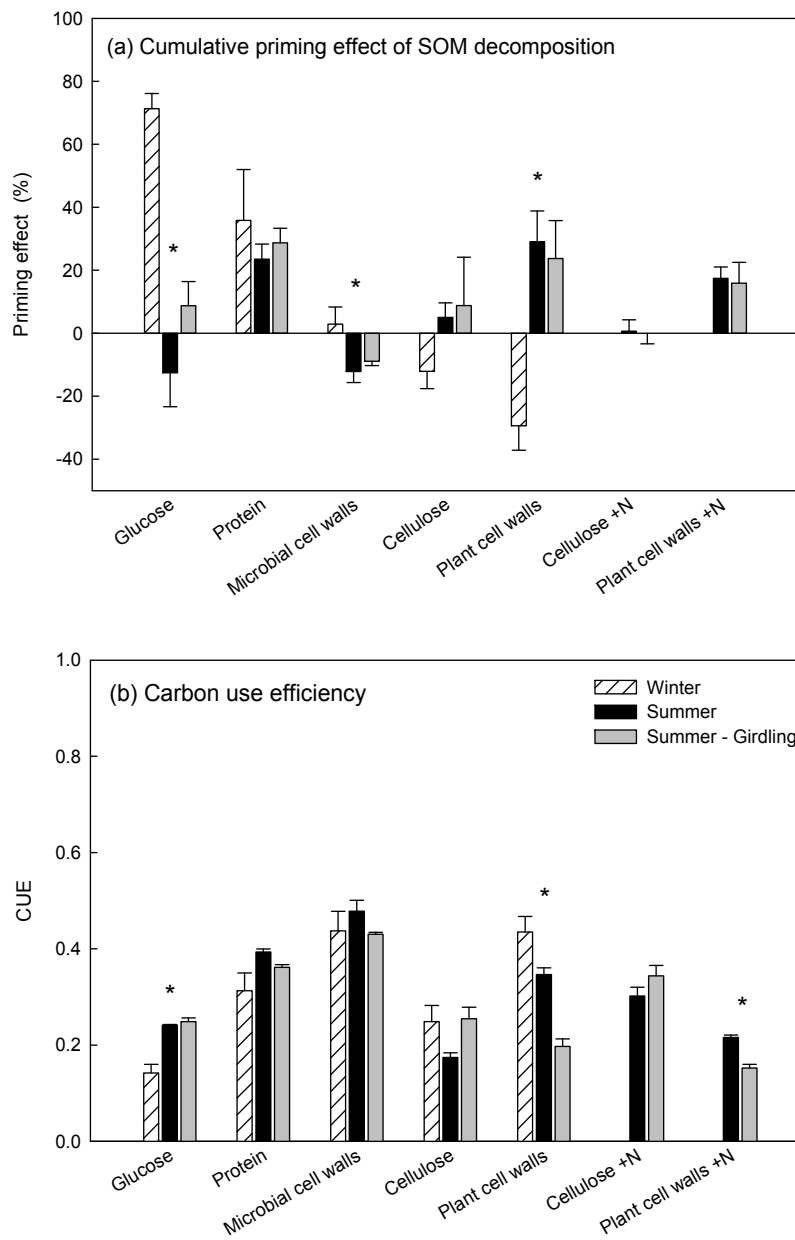 (a) Cumulative priming effect of SOM decomposition
Priming effect (%)
100
80
60
40
20
0
-20
-40
*
*
*
Glucose
Protein
Microbial cell walls
Cellulose
Plant cell walls
Cellulose +N
Plant cell walls +N
(b) Carbon use efficiency
Winter
Summer
Summer - Girdling
CUE
1.0
0.8
0.6
0.4
0.2
0.0
*
*
*
Glucose
Protein
Microbial cell walls
Cellulose
Plant cell walls
Cellulose +N
Plant cell walls +N